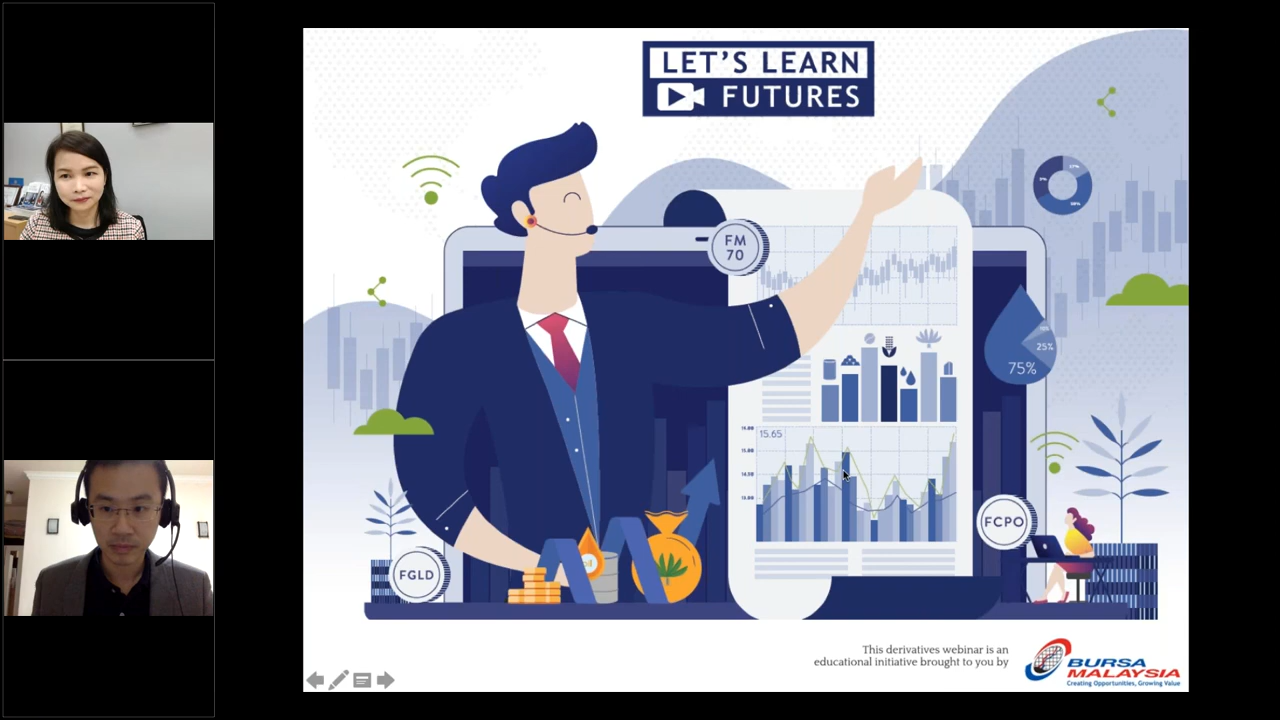 LET'S LEARN
FUTURES
FM
70
75%
25%
15.65
FCPO
FGLD
This derivatives webinar is an
educational initiative brought to you by
BURSA
MALAYSIA
Creating Opportunities, Growing Value